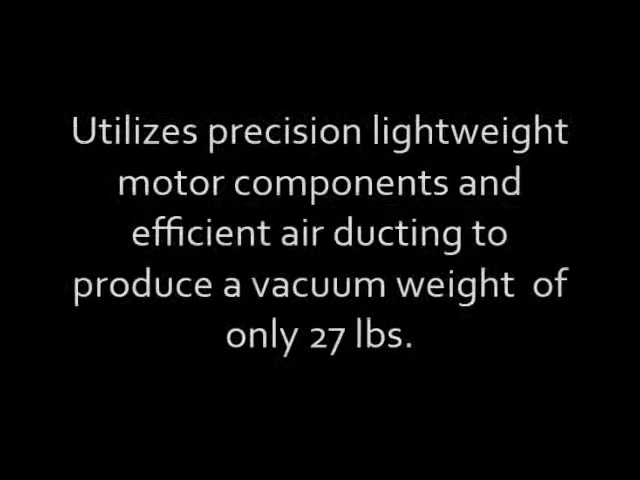 Utilizes precision lightweight
motor components and
efficient air ducting to
produce a vacuum weight  of
only 27 lbs.